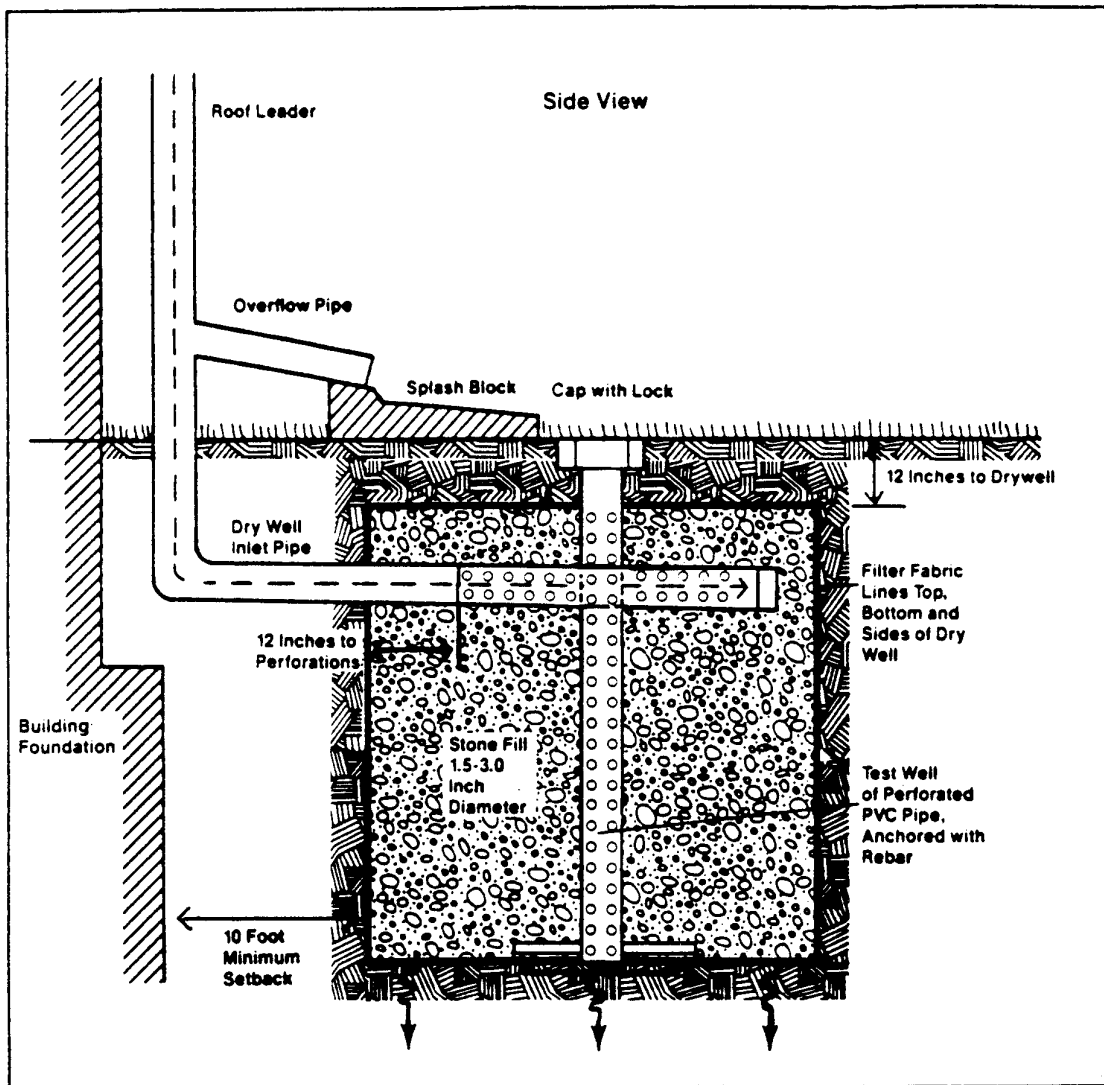 Side View
Roof Leader
Overflow Pipe
Splash Block
Cap with Lock
12 Inches to Drywell
Dry Well
Inlet Pipe
Filter Fabric
Lines Top,
Bottom and
Sides of Dry
Well
12 Inches to
Perforations
Building
Foundation
Stone Fill
1.5-3.0
Inch
Diameter
Test Well
of Perforated
PVC Pipe,
Anchored with
Rebar
10 Foot
Minimum
Setback